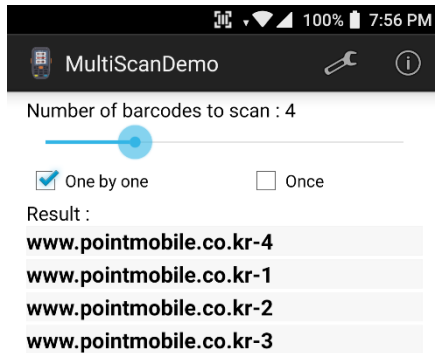 100% 7:56 PM
MultiScanDemo
Number of barcodes to scan : 4
One by one Once
Result :
www.pointmobile.co.kr-4
www.pointmobile.co.kr-1
www.pointmobile.co.kr-2
www.pointmobile.co.kr-3